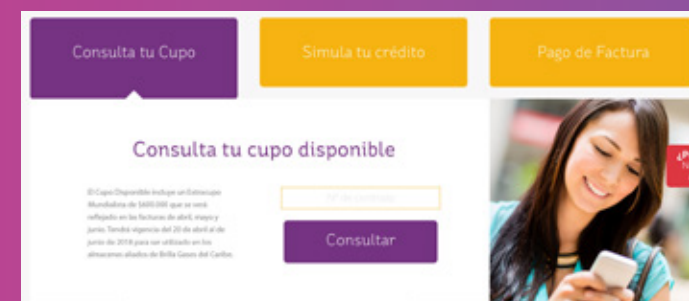 Consulta tu Cupo
Simula tu crédito
Pago de Factura
Consulta tu cupo disponible
El Cupo Disponible incluye un Extracupo
Mundialista de $600.000 que se verá
reflejado en las facturas de abril, mayo y
junio. Tendrá vigencia del 20 de abril al de
junio de 2018 para ser utilizado en los
almacenes aliados de Brilla Gases del Caribe.
Nº de contrato
Consultar